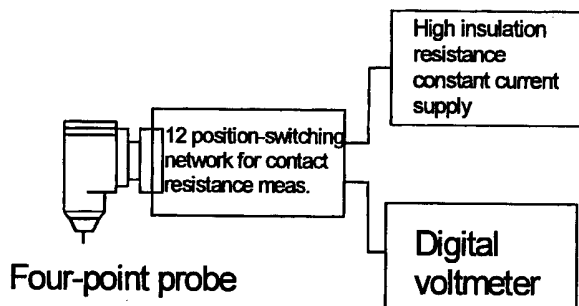 High insulation
resistance
constant current
supply
12 position-switching
network for contact
resistance meas.
Four-point probe
Digital
voltmeter